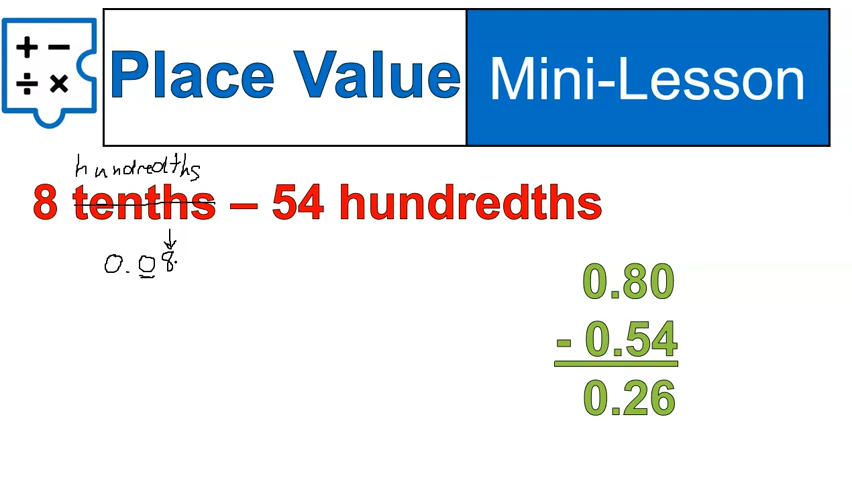 + −
÷ ×
Place Value
Mini-Lesson
hundredths
8 tenths – 54 hundredths
0.08
0.80
- 0.54
0.26